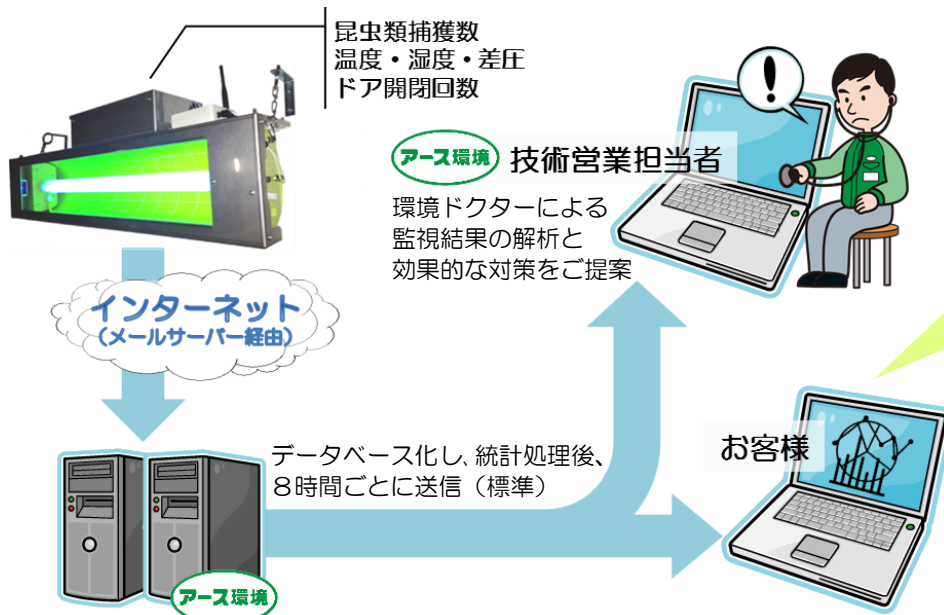 昆虫類捕獲数
温度・湿度・差圧
ドア開閉回数
アース環境 技術営業担当者
環境ドクターによる
監視結果の解析と
効果的な対策をご提案
インターネット
（メールサーバー経由）
データベース化し、統計処理後、
８時間ごとに送信（標準）
お客様
アース環境